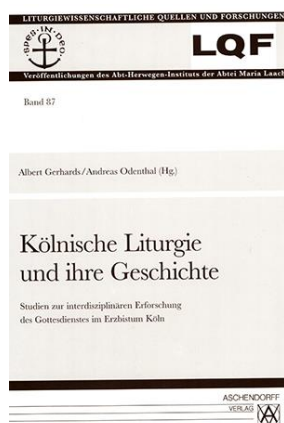 LITURGIEWISSENSCHAFTLICHE QUELLEN UND FORSCHUNGEN
SPES·IN·DEO
LQF
Veröffentlichungen des Abt-Herwegen-Instituts der Abtei Maria Laach
Band 87
Albert Gerhards/Andreas Odenthal (Hg.)
Kölnische Liturgie
und ihre Geschichte
Studien zur interdisziplinären Erforschung
des Gottesdienstes im Erzbistum Köln
ASCHENDORFF
VERLAG